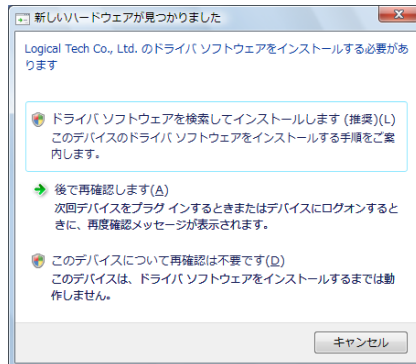 新しいハードウェアが見つかりました
Logical Tech Co., Ltd. のドライバ ソフトウェアをインストールする必要があ
ります
ドライバ ソフトウェアを検索してインストールします (推奨)(L)
このデバイスのドライバ ソフトウェアをインストールする手順をご案
内します。
後で再確認します(A)
次回デバイスをプラグ インするときまたはデバイスにログオンすると
きに、再度確認メッセージが表示されます。
このデバイスについて再確認は不要です(D)
このデバイスは、ドライバ ソフトウェアをインストールするまでは動
作しません。
キャンセル